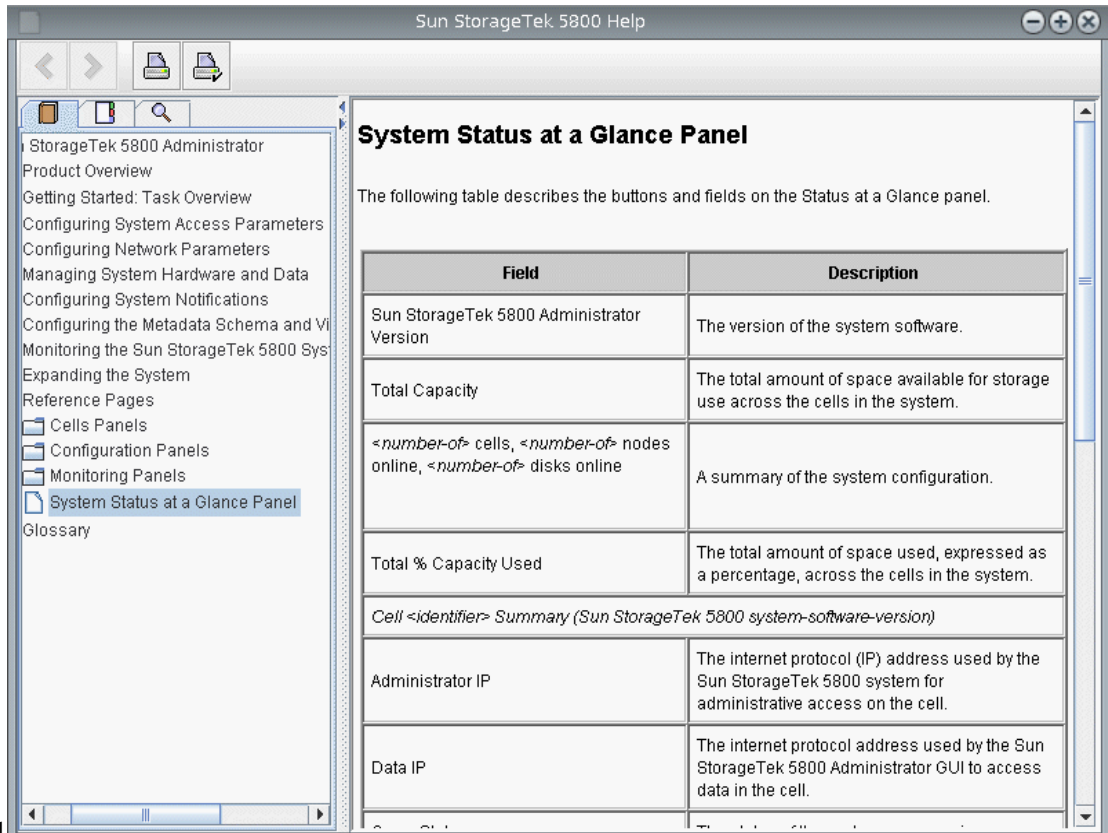 Sun StorageTek 5800 Help
StorageTek 5800 Administrator
Product Overview
Getting Started: Task Overview
Configuring System Access Parameters
Configuring Network Parameters
Managing System Hardware and Data
Configuring System Notifications
Configuring the Metadata Schema and Vi
Monitoring the Sun StorageTek 5800 Sys
Expanding the System
Reference Pages
Cells Panels
Configuration Panels
Monitoring Panels
System Status at a Glance Panel
Glossary
System Status at a Glance Panel
The following table describes the buttons and fields on the Status at a Glance panel.
Field
Description
Sun StorageTek 5800 Administrator
Version
The version of the system software.
Total Capacity
The total amount of space available for storage
use across the cells in the system.
<number-of> cells, <number-of> nodes
online, <number-of> disks online
A summary of the system configuration.
Total % Capacity Used
The total amount of space used, expressed as
a percentage, across the cells in the system.
Cell <identifier> Summary (Sun StorageTek 5800 system-software-version)
Administrator IP
The internet protocol (IP) address used by the
Sun StorageTek 5800 system for
administrative access on the cell.
Data IP
The internet protocol address used by the Sun
StorageTek 5800 Administrator GUI to access
data in the cell.